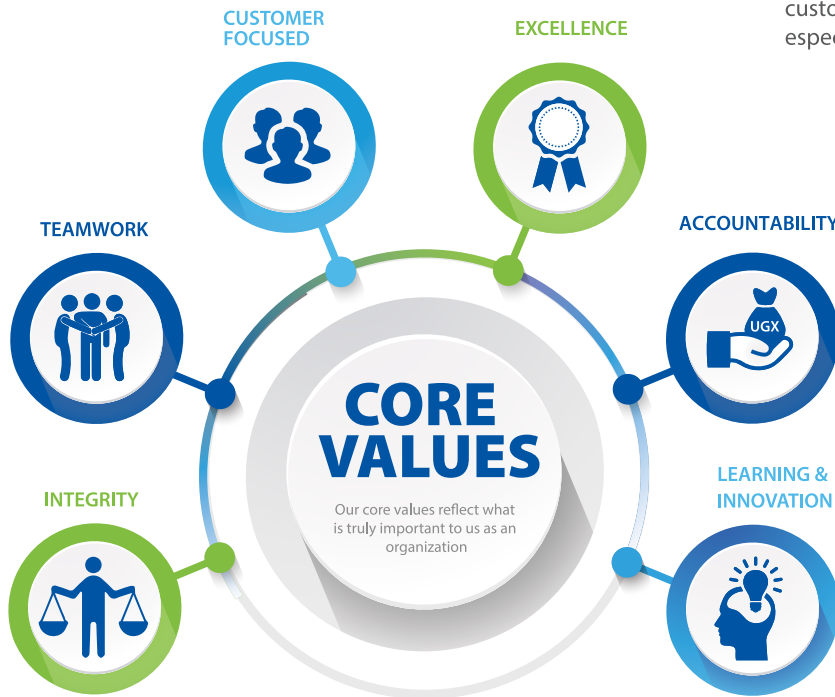 CUSTOMER
FOCUSED
EXCELLENCE
TEAMWORK
ACCOUNTABILITY
UGX
CORE
VALUES
Our core values reflect what
is truly important to us as an
organization
INTEGRITY
LEARNING &
INNOVATION